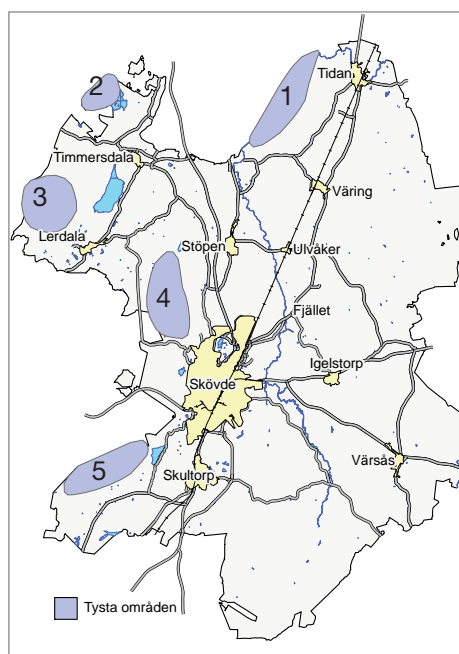 Tidan
2
1
Timmersdala
3
Väring
Lerdala
Stöpen
Ulvåker
4
Fjället
Igelstorp
Skövde
5
Värsås
Skultorp
Tysta områden